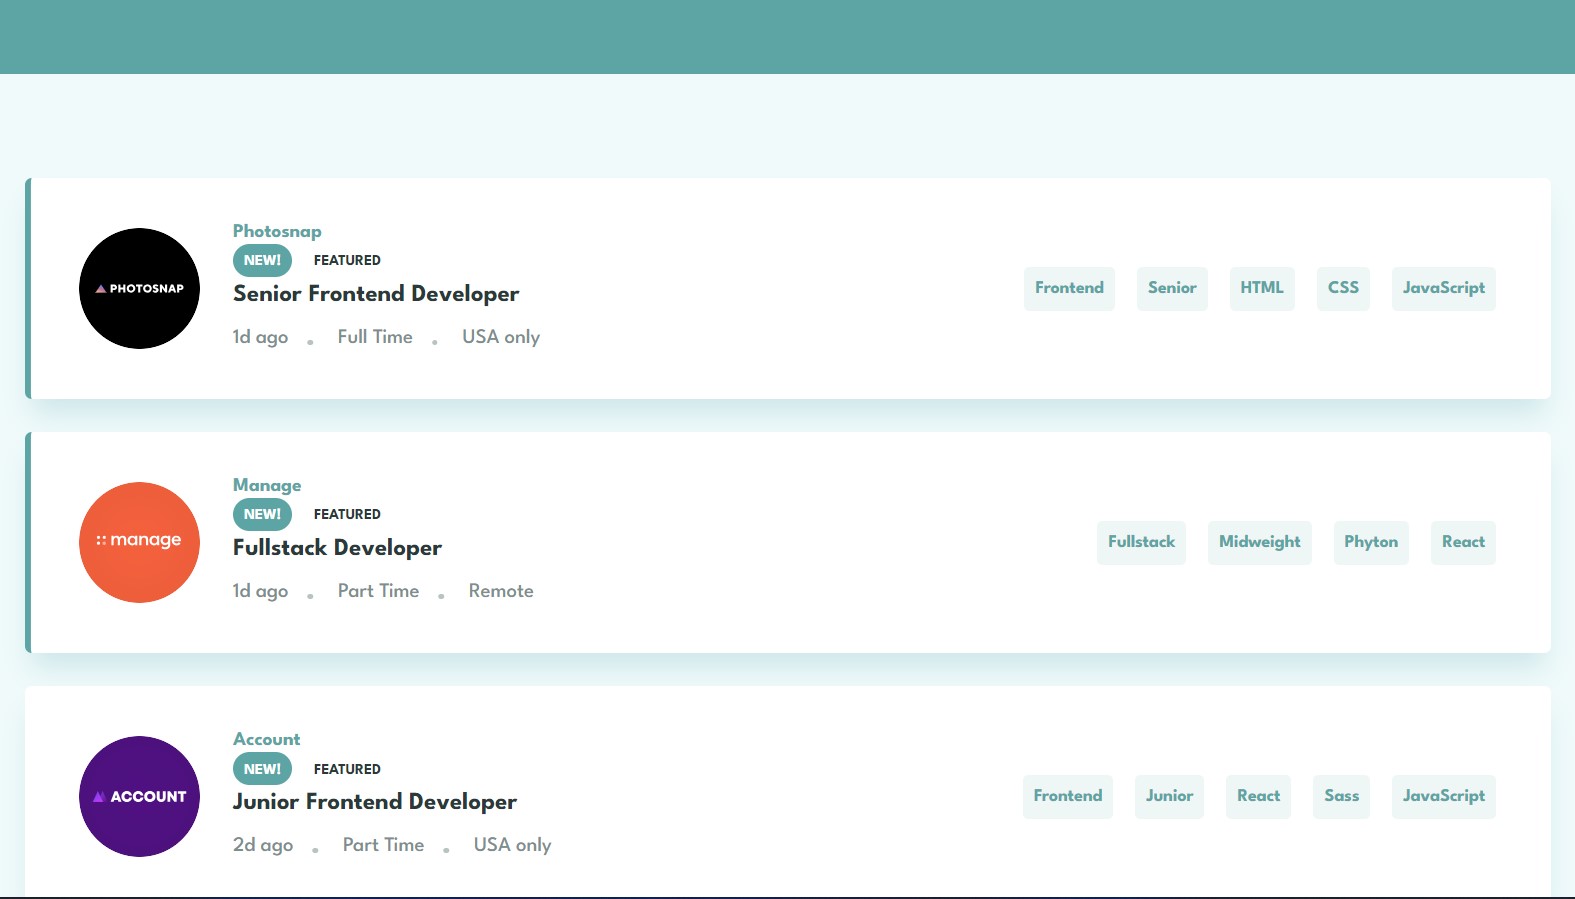 Photosnap
NEW! FEATURED
PHOTOSNAP
Senior Frontend Developer
Frontend Senior HTML CSS JavaScript
1d ago . Full Time . USA only
Manage
NEW! FEATURED
:: manage
Fullstack Developer
Fullstack Midweight Phyton React
1d ago . Part Time . Remote
Account
NEW! FEATURED
ACCOUNT
Junior Frontend Developer
Frontend Junior React Sass JavaScript
2d ago . Part Time . USA only